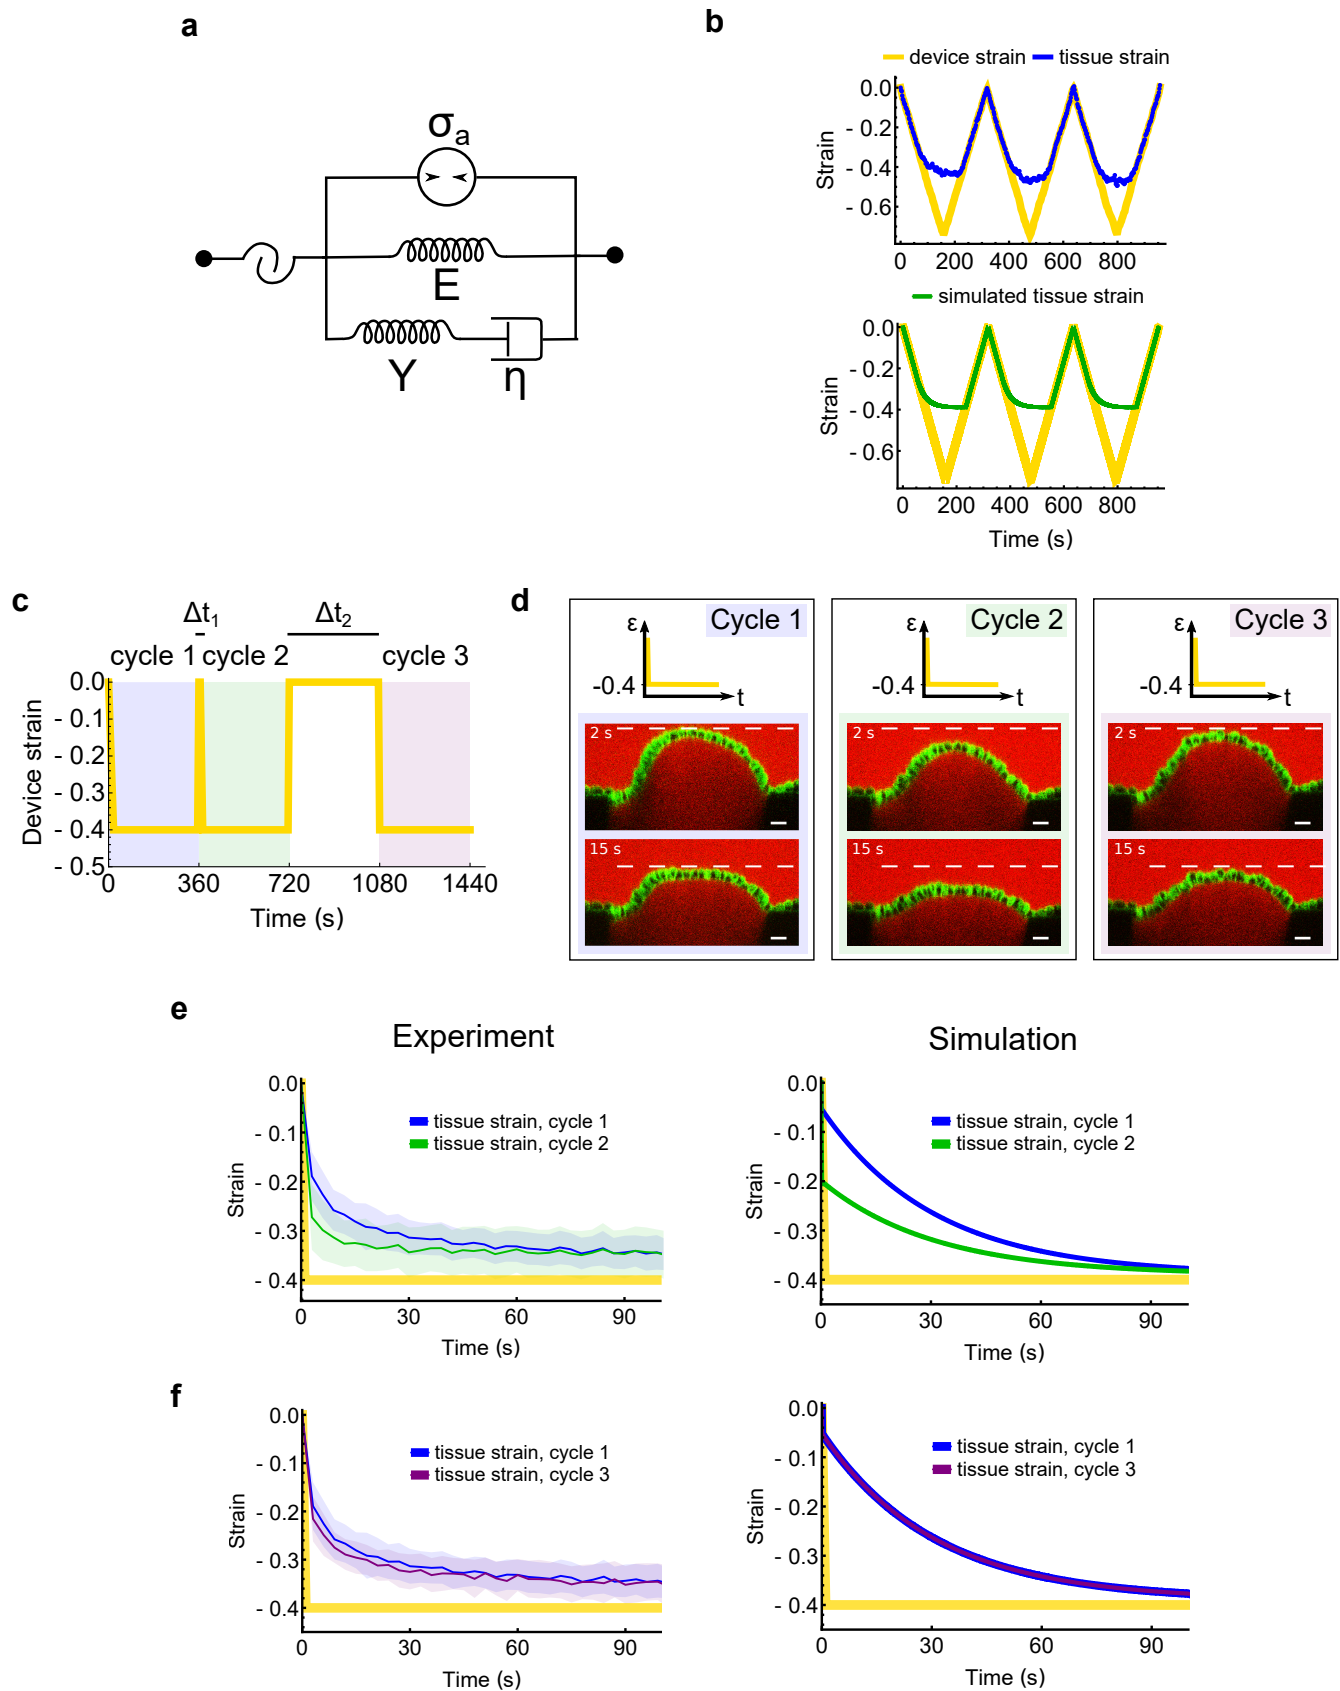 a
σa
E
Y
η
b
device strain tissue strain
0.0
- 0.2
- 0.4
- 0.6
Strain
0 200 400 600 800
simulated tissue strain
0.0
- 0.2
- 0.4
- 0.6
Strain
0 200 400 600 800
Time (s)
c
Δt1 Δt2
cycle 1 cycle 2 cycle 3
0.0
- 0.1
- 0.2
- 0.3
- 0.4
- 0.5
Device strain
0 360 720 1080 1440
Time (s)
d
Cycle 1
ε
-0.4
t
2 s
15 s
Cycle 2
ε
-0.4
t
2 s
15 s
Cycle 3
ε
-0.4
t
2 s
15 s
e
Experiment
0.0
- 0.1
- 0.2
- 0.3
- 0.4
Strain
tissue strain, cycle 1
tissue strain, cycle 2
0 30 60 90
Time (s)
Simulation
0.0
- 0.1
- 0.2
- 0.3
- 0.4
Strain
tissue strain, cycle 1
tissue strain, cycle 2
0 30 60 90
Time (s)
f
0.0
- 0.1
- 0.2
- 0.3
- 0.4
Strain
tissue strain, cycle 1
tissue strain, cycle 3
0 30 60 90
Time (s)
0.0
- 0.1
- 0.2
- 0.3
- 0.4
Strain
tissue strain, cycle 1
tissue strain, cycle 3
0 30 60 90
Time (s)